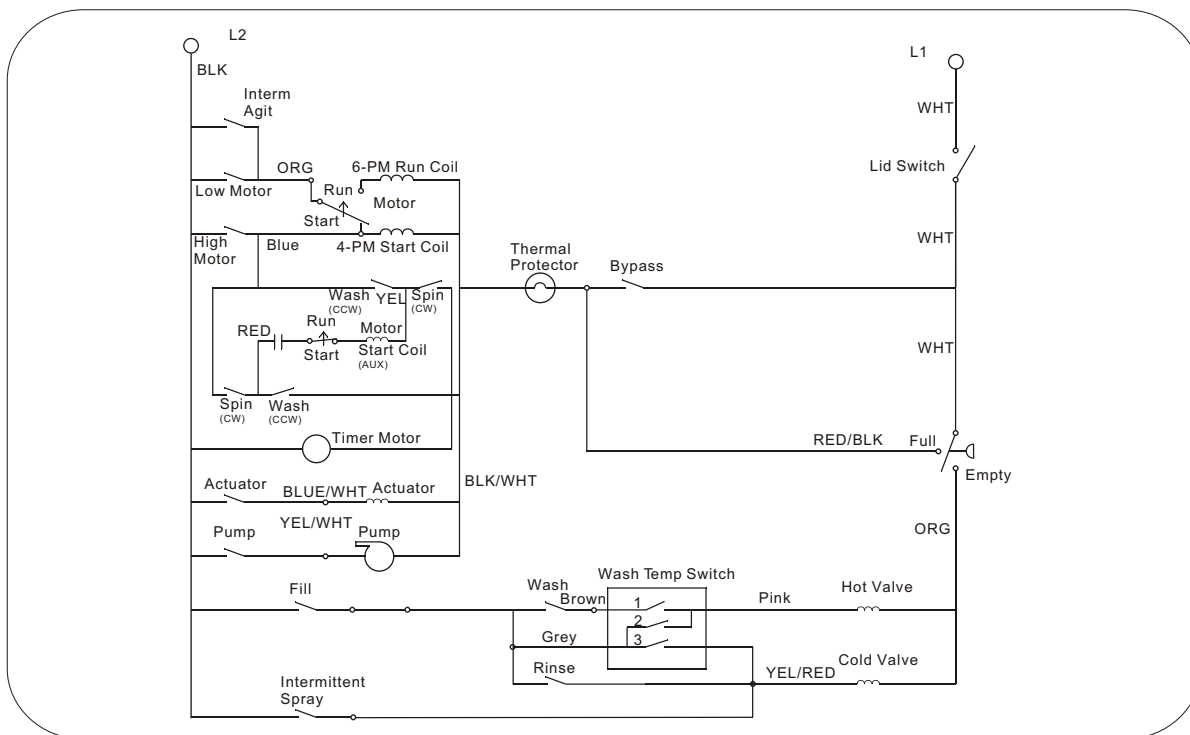 L2
L1
BLK
Interm
Agit
WHT
ORG
6-PM Run Coil
Lid Switch
Low Motor
Run
Motor
Start
High
Motor
Blue
4-PM Start Coil
WHT
Thermal
Protector
Bypass
Wash
(CCW)
YEL
Spin
(CW)
RED
Run
Start
Motor
Start Coil
(AUX)
WHT
Spin
(CW)
Wash
(CCW)
Timer Motor
RED/BLK
Full
Empty
BLK/WHT
Actuator
BLUE/WHT
Actuator
YEL/WHT
Pump
Pump
ORG
Wash Temp Switch
Fill
Wash
Brown
1
2
3
Pink
Hot Valve
Grey
Rinse
YEL/RED
Cold Valve
Intermittent
Spray